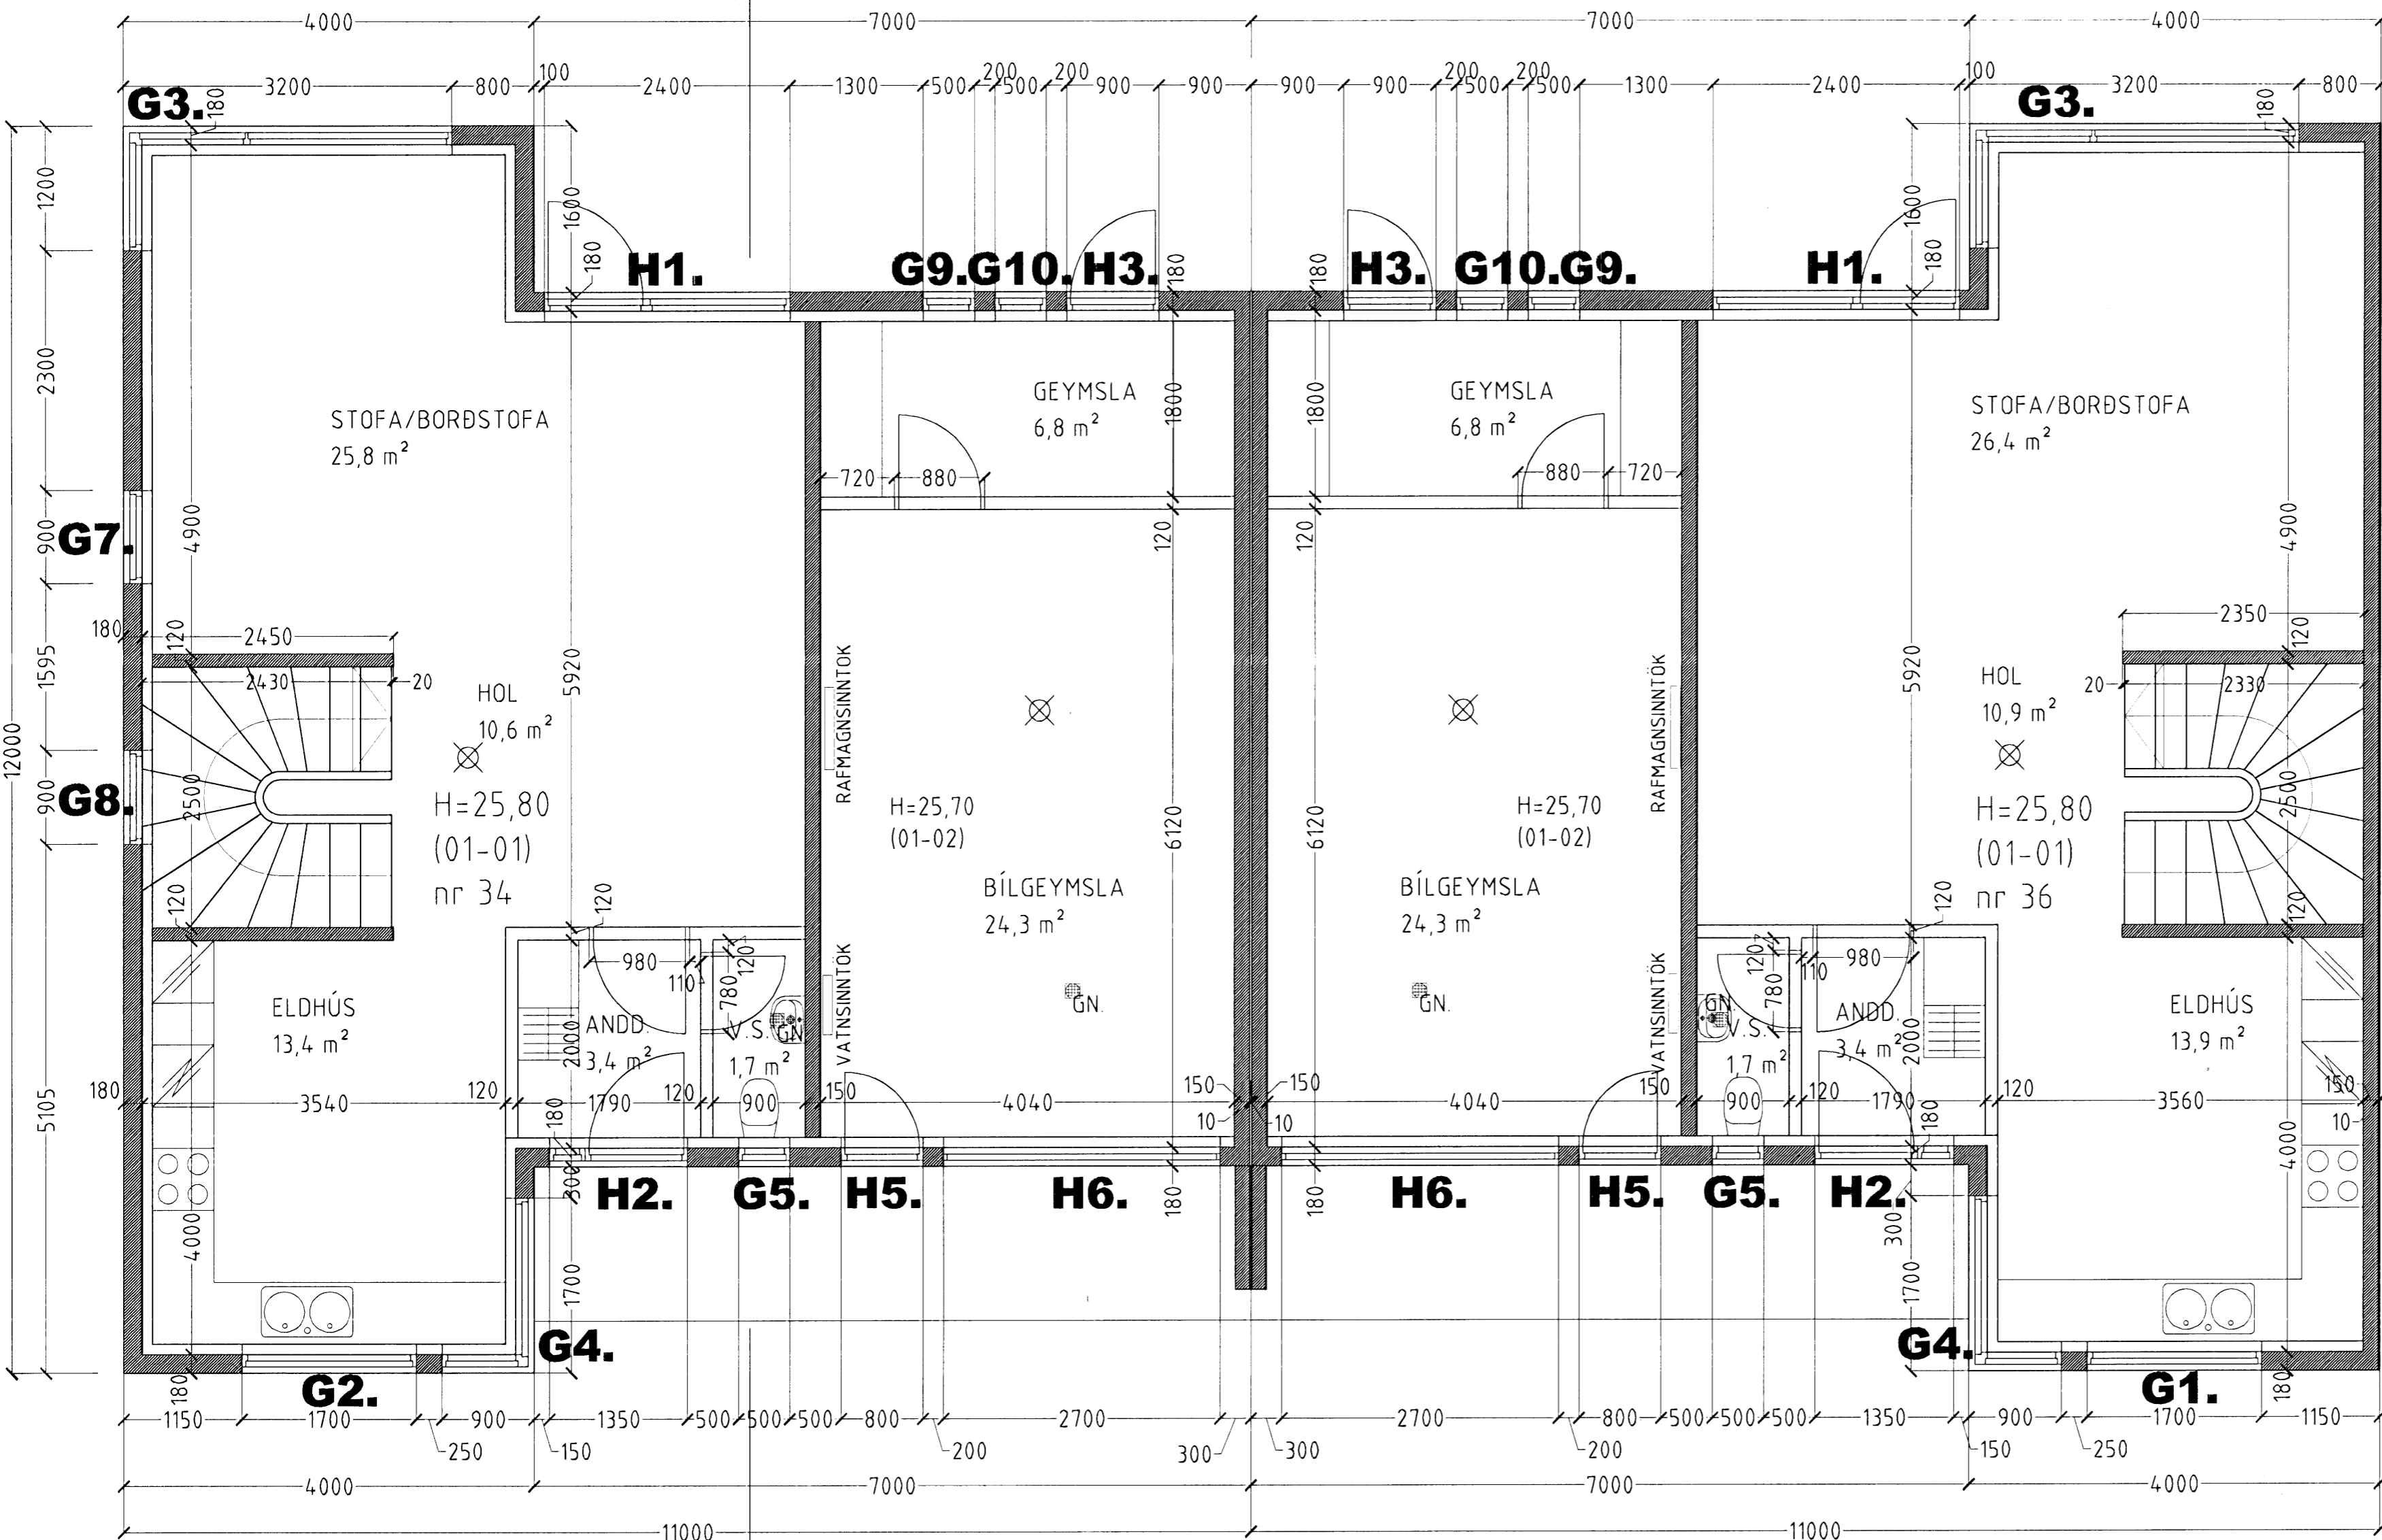 4000 7000 7000 4000
3200 800 100 2400 1300 500 200 500 200 900 900 900 900 200 500 200 500 1300 2400 100 3200 800
G3. 180 G3. 180
1200 1600 1600
180 H1. G9. G10. H3. 180 180 H3. G10. G9. H1. 180
2300
STOFA/BORÐSTOFA
25,8 m²
GEYMSLA
6,8 m²
1800
1800
GEYMSLA
6,8 m²
STOFA/BORÐSTOFA
26,4 m²
720 880 880 720
G7. 900 4900 120 120 4900
180 120 2450 2350 120
1595 2430 20 5920 5920 20 2330
12000
HOL
10,6 m²
H=25,80
(01-01)
nr 34
RAFMAGNSINNTÖK
H=25,70
(01-02)
6120
BÍLGEYMSLA
24,3 m²
6120
H=25,70
(01-02)
BÍLGEYMSLA
24,3 m²
RAFMAGNSINNTÖK
HOL
10,9 m²
H=25,80
(01-01)
nr 36
G8. 900 2500 2500
120 120 120 120
980 110 780 120 120 780 110 980
ELDHÚS
13,4 m²
ANDD.
3,4 m²
2000
V.S. GN
1,7 m²
VATNSINNTÖK
GN.
GN.
VATNSINNTÖK
GN
V.S.
1,7 m²
ANDD.
3,4 m²
2000
ELDHÚS
13,9 m²
5105 180 3540 120 1790 120 900 150 4040 150 150 4040 150 900 120 1790 120 3560 150
10 10 10
180 180
4000 300 H2. G5. H5. H6. 180 180 H6. H5. G5. H2. 300 4000
1700 1700
G4. G4.
180 G2. G1. 180
1150 1700 900 1350 500 500 500 800 2700 2700 800 500 500 500 1350 900 1700 1150
250 150 200 300 300 200 150 250
4000 7000 7000 4000
11000 11000